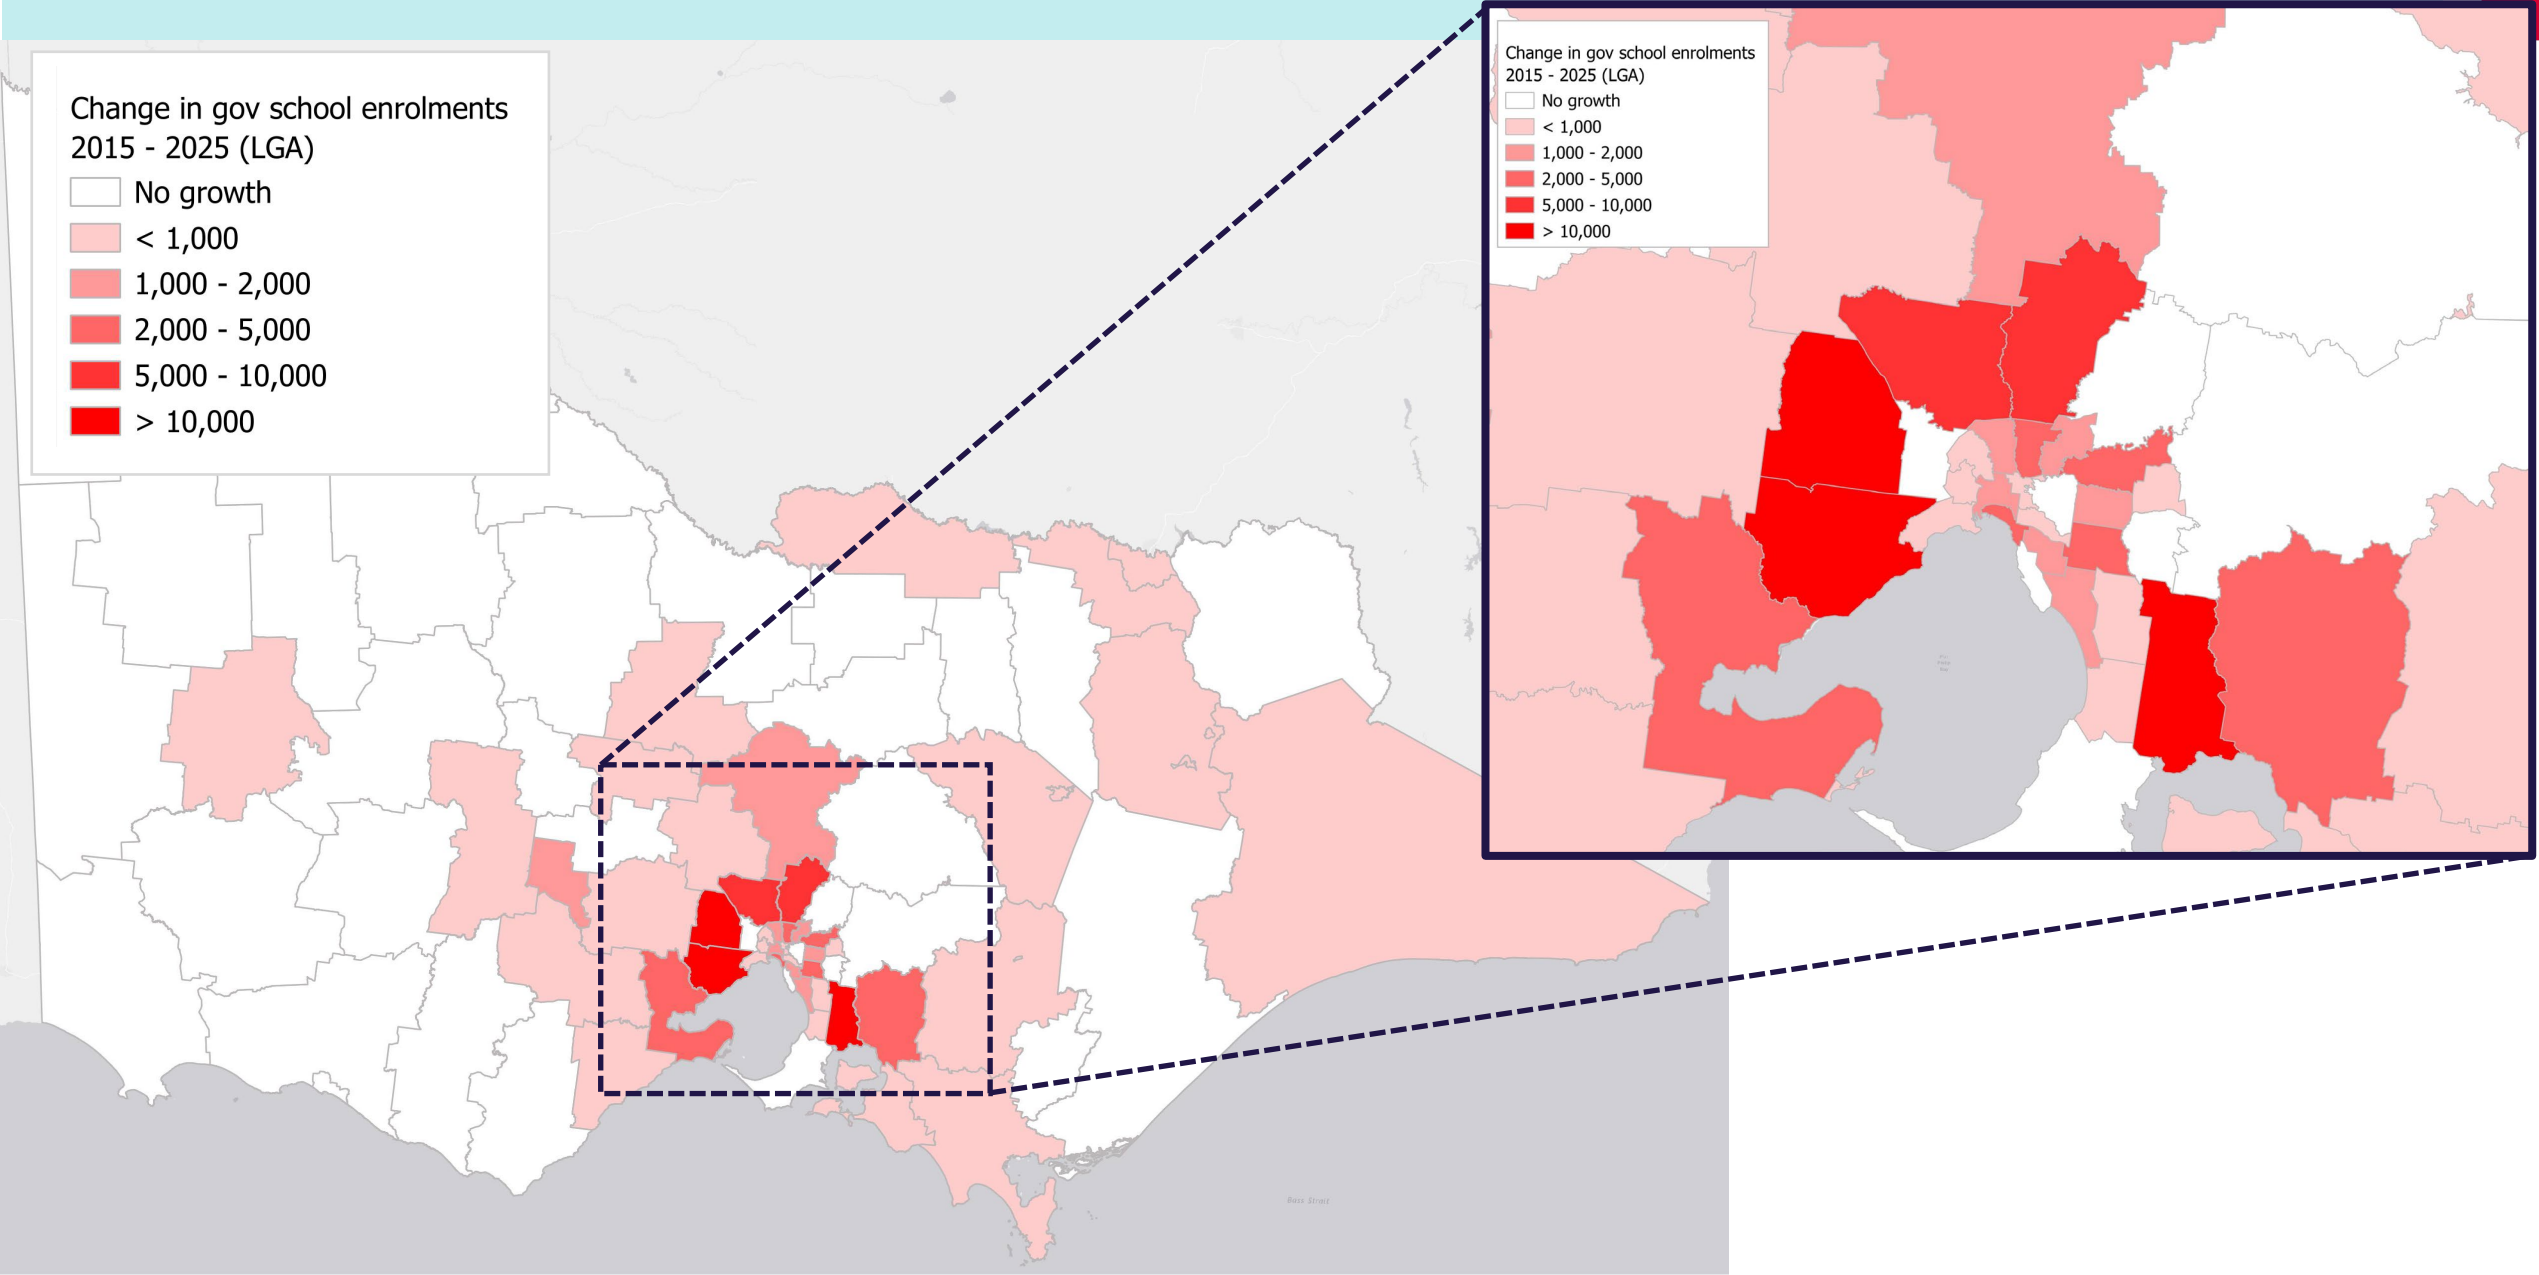 Change in gov school enrolments
2015 - 2025 (LGA)
No growth
< 1,000
1,000 - 2,000
2,000 - 5,000
5,000 - 10,000
> 10,000
Change in gov school enrolments
2015 - 2025 (LGA)
No growth
< 1,000
1,000 - 2,000
2,000 - 5,000
5,000 - 10,000
> 10,000
Bass Strait